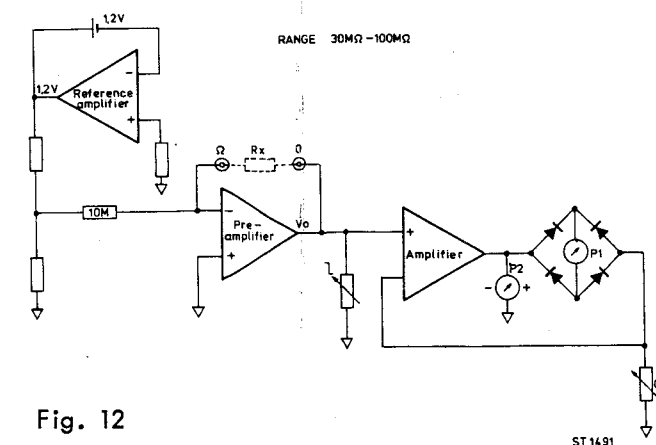 1,2V
RANGE 30MΩ-100MΩ
1,2V
Reference
amplifier
-
+
Ω
Rx
0
10M
-
Pre-
amplifier
+
Vo
+
Amplifier
P2
- +
P1
Fig. 12
ST 1491